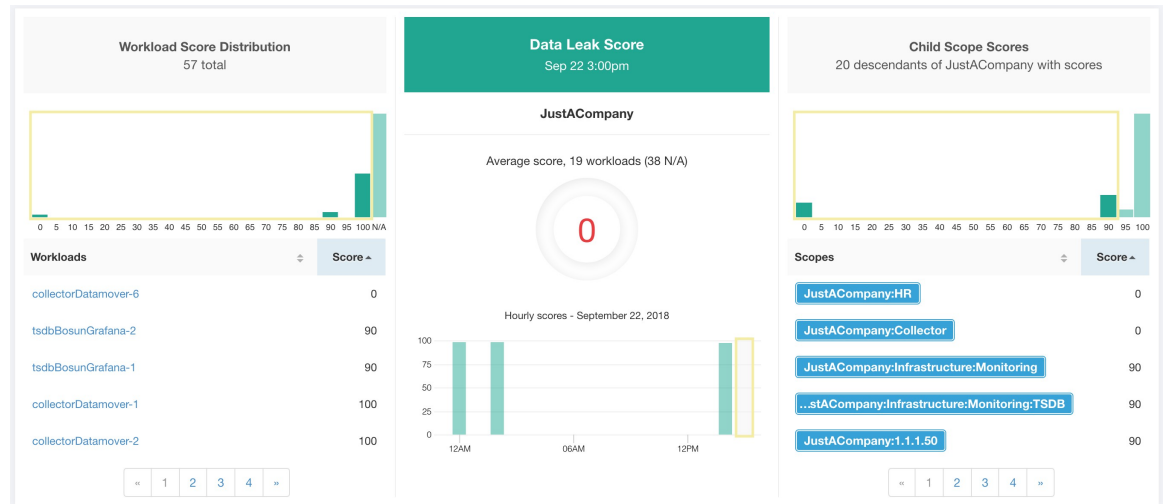 Workload Score Distribution
57 total
0 5 10 15 20 25 30 35 40 45 50 55 60 65 70 75 80 85 90 95 100 N/A
Workloads Score
collectorDatamover-6 0
tsdbBosunGrafana-2 90
tsdbBosunGrafana-1 90
collectorDatamover-1 100
collectorDatamover-2 100
« 1 2 3 4 »
Data Leak Score
Sep 22 3:00pm
JustACompany
Average score, 19 workloads (38 N/A)
0
Hourly scores - September 22, 2018
100
75
50
25
0
12AM 06AM 12PM
Child Scope Scores
20 descendants of JustACompany with scores
0 5 10 15 20 25 30 35 40 45 50 55 60 65 70 75 80 85 90 95 100
Scopes Score
JustACompany:HR 0
JustACompany:Collector 0
JustACompany:Infrastructure:Monitoring 90
...stACompany:Infrastructure:Monitoring:TSDB 90
JustACompany:1.1.1.50 90
« 1 2 3 4 »